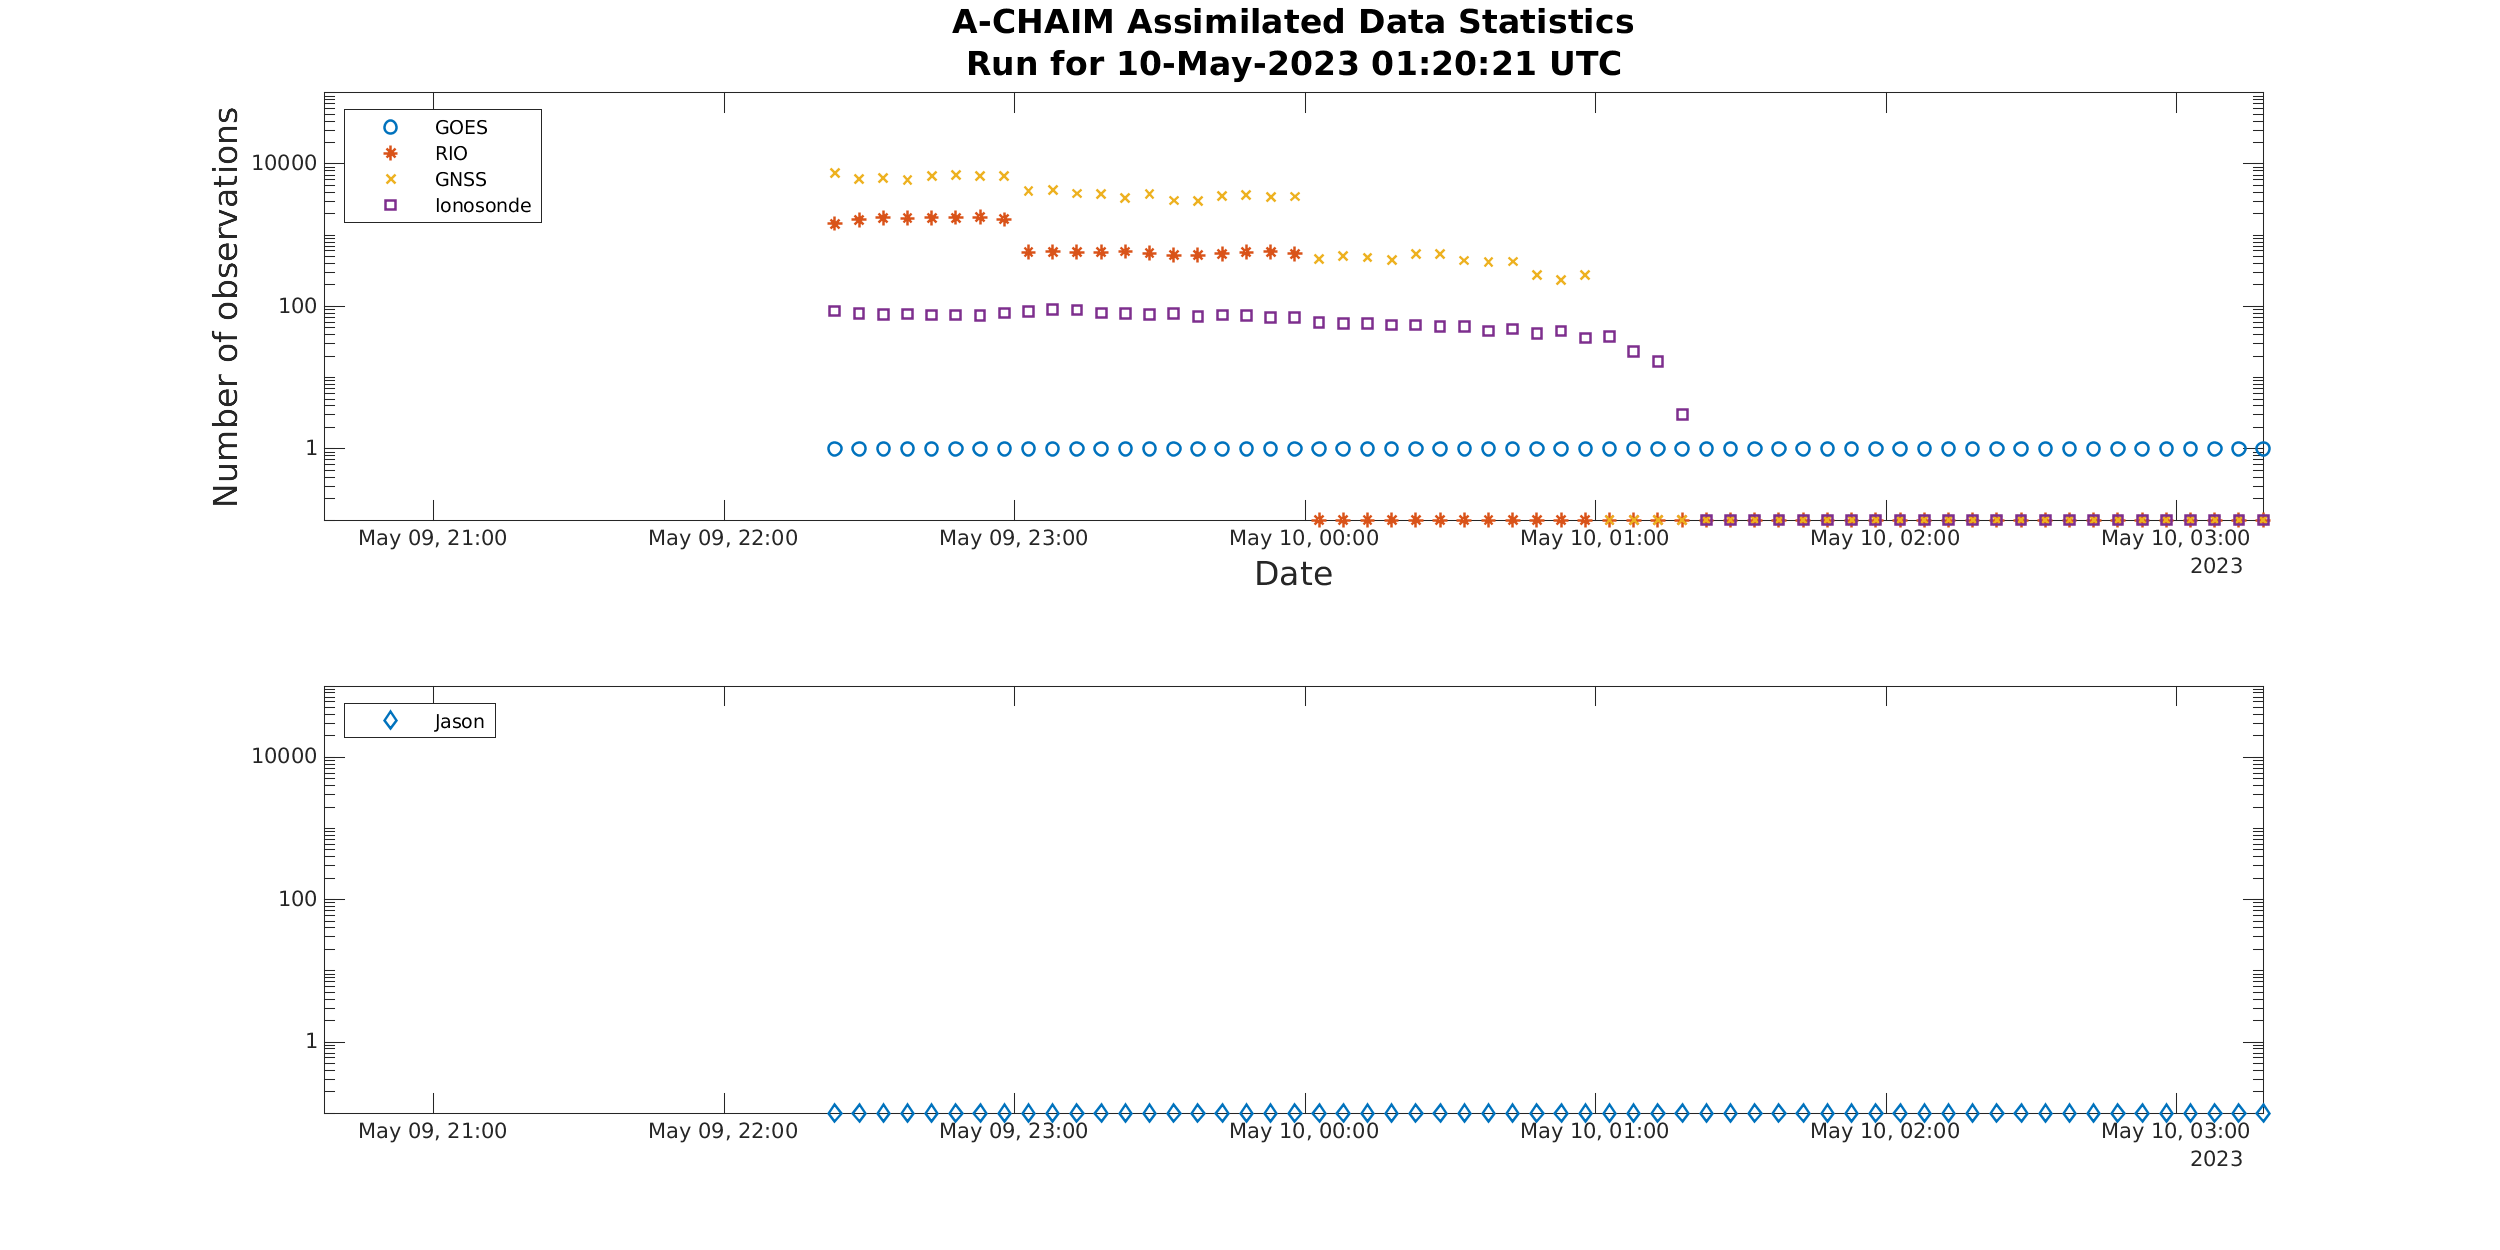 A-CHAIM Assimilated Data Statistics
Run for 10-May-2023 01:20:21 UTC
Number of observations
10000
100
1
GOES
RIO
GNSS
Ionosonde
May 09, 21:00 May 09, 22:00 May 09, 23:00 May 10, 00:00 May 10, 01:00 May 10, 02:00 May 10, 03:00
2023
Date
Jason
10000
100
1
May 09, 21:00 May 09, 22:00 May 09, 23:00 May 10, 00:00 May 10, 01:00 May 10, 02:00 May 10, 03:00
2023